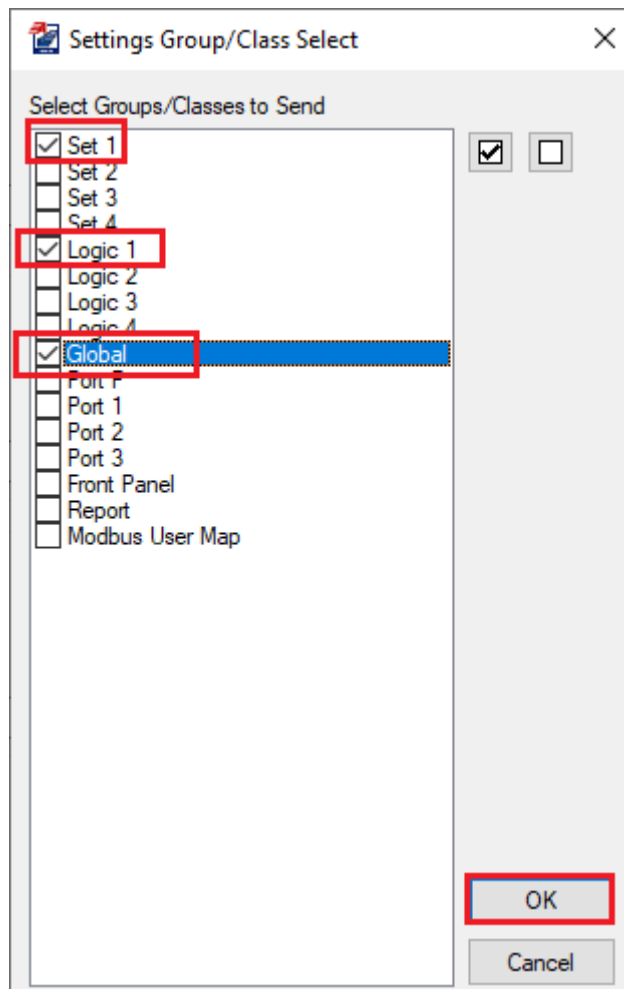 Settings Group/Class Select
Select Groups/Classes to Send
Set 1
Set 2
Set 3
Set 4
Logic 1
Logic 2
Logic 3
Logic 4
Global
Port F
Port 1
Port 2
Port 3
Front Panel
Report
Modbus User Map
OK
Cancel